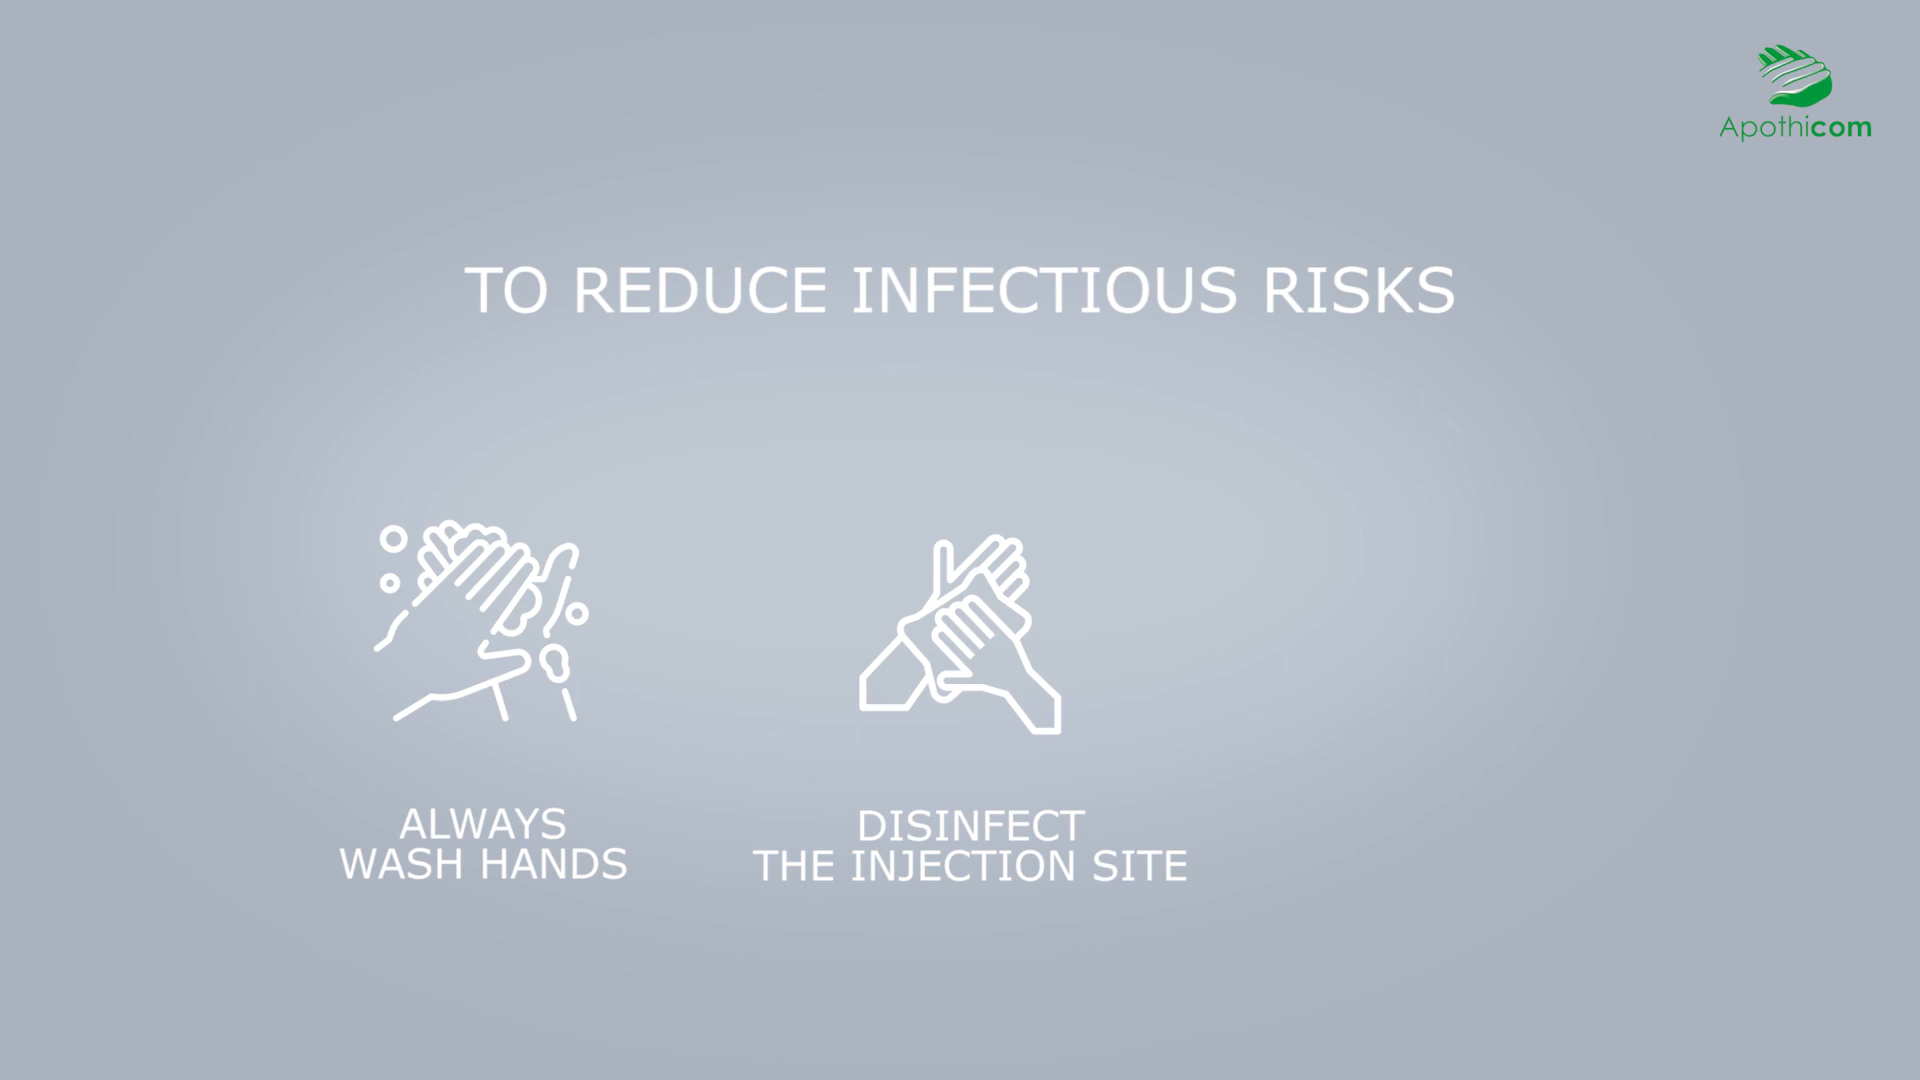 Apothicom
TO REDUCE INFECTIOUS RISKS
ALWAYS
WASH HANDS
DISINFECT
THE INJECTION SITE